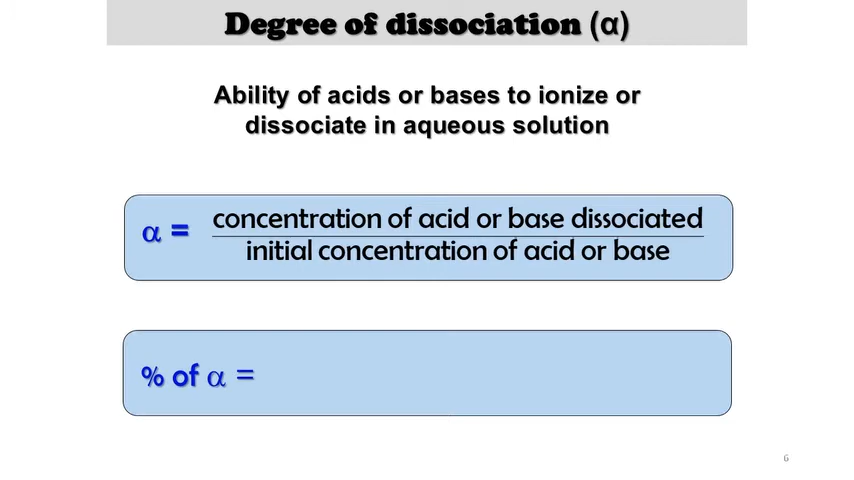 Degree of dissociation (α)
Ability of acids or bases to ionize or
dissociate in aqueous solution
α = concentration of acid or base dissociated
initial concentration of acid or base
% of α =
6